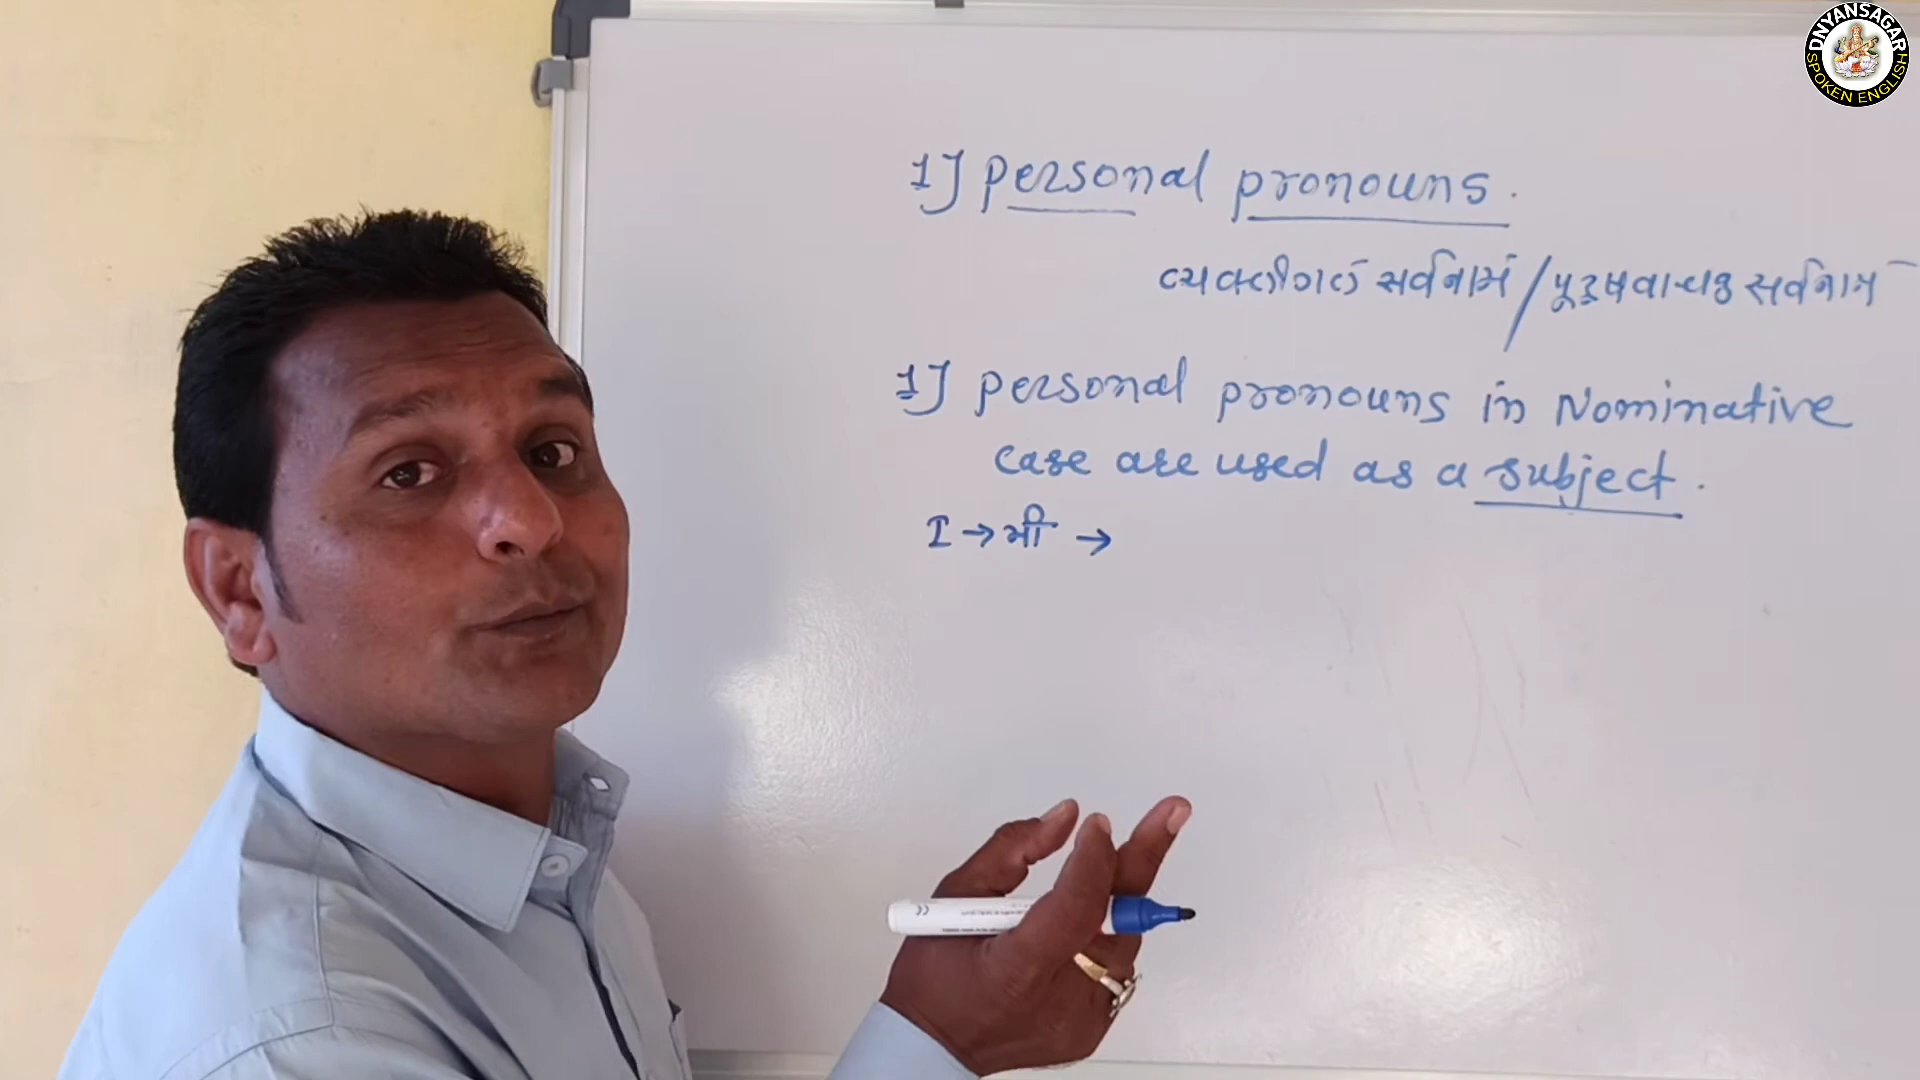 DNYANSAGAR
SPOKEN ENGLISH
1] Personal pronouns.
व्यक्तीगत सर्वनामं / पुरुषवाचक सर्वनाम
1] Personal pronouns in Nominative
case are used as a subject.
I → मी →